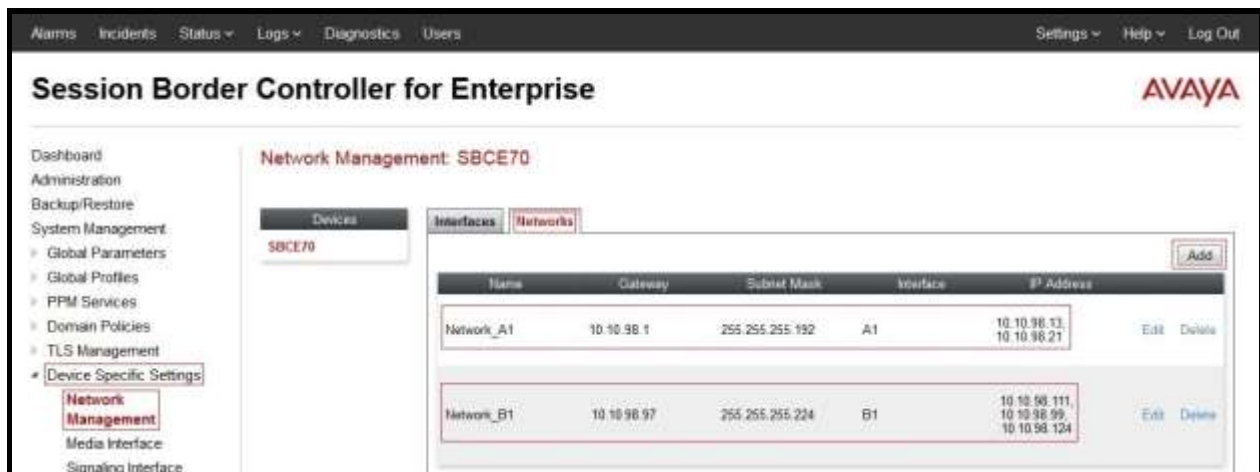 Alarms Incidents Status Logs Diagnostics Users Settings Help Log Out
Session Border Controller for Enterprise
AVAYA
Dashboard
Administration
Backup/Restore
System Management
Global Parameters
Global Profiles
PPM Services
Domain Policies
TLS Management
Device Specific Settings
Network
Management
Media Interface
Signaling Interface
Network Management: SBCE70
Devices
SBCE70
Interfaces Networks
Add
Name Gateway Subnet Mask Interface IP Address
Network_A1 10.10.98.1 255.255.255.192 A1 10.10.98.13, Edit Delete
10.10.98.21
Network_B1 10.10.98.97 255.255.255.224 B1 10.10.98.111, Edit Delete
10.10.98.99,
10.10.98.124